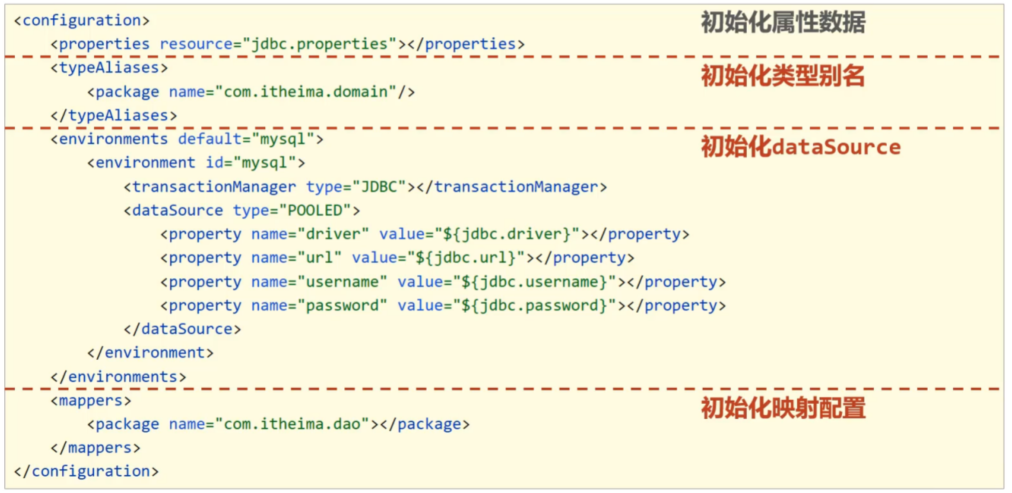 <configuration>
初始化属性数据
<properties resource="jdbc.properties"></properties>
<typeAliases>
初始化类型别名
<package name="com.itheima.domain"/>
</typeAliases>
<environments default="mysql">
初始化dataSource
<environment id="mysql">
<transactionManager type="JDBC"></transactionManager>
<dataSource type="POOLED">
<property name="driver" value="${jdbc.driver}"></property>
<property name="url" value="${jdbc.url}"></property>
<property name="username" value="${jdbc.username}"></property>
<property name="password" value="${jdbc.password}"></property>
</dataSource>
</environment>
</environments>
<mappers>
初始化映射配置
<package name="com.itheima.dao"></package>
</mappers>
</configuration>